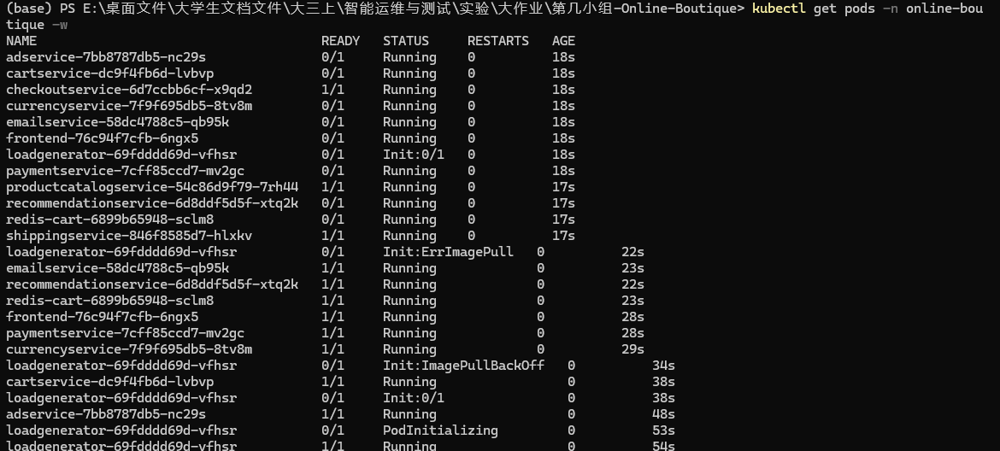 (base) PS E:\桌面文件\大学生文档文件\大三上\智能运维与测试\实验\大作业\第几小组-Online-Boutique> kubectl get pods -n online-bou
tique -w
NAME READY STATUS RESTARTS AGE
adservice-7bb8787db5-nc29s 0/1 Running 0 18s
cartservice-dc9f4fb6d-lvbvp 0/1 Running 0 18s
checkoutservice-6d7ccbb6cf-x9qd2 1/1 Running 0 18s
currencyservice-7f9f695db5-8tv8m 0/1 Running 0 18s
emailservice-58dc4788c5-qb95k 0/1 Running 0 18s
frontend-76c94f7cfb-6ngx5 0/1 Running 0 18s
loadgenerator-69fdddd69d-vfhsr 0/1 Init:0/1 0 18s
paymentservice-7cff85ccd7-mv2gc 0/1 Running 0 18s
productcatalogservice-54c86d9f79-7rh44 1/1 Running 0 17s
recommendationservice-6d8ddf5d5f-xtq2k 0/1 Running 0 17s
redis-cart-6899b65948-sclm8 0/1 Running 0 17s
shippingservice-846f8585d7-hlxkv 1/1 Running 0 17s
loadgenerator-69fdddd69d-vfhsr 0/1 Init:ErrImagePull 0 22s
emailservice-58dc4788c5-qb95k 1/1 Running 0 23s
recommendationservice-6d8ddf5d5f-xtq2k 1/1 Running 0 22s
redis-cart-6899b65948-sclm8 1/1 Running 0 23s
frontend-76c94f7cfb-6ngx5 1/1 Running 0 28s
paymentservice-7cff85ccd7-mv2gc 1/1 Running 0 28s
currencyservice-7f9f695db5-8tv8m 1/1 Running 0 29s
loadgenerator-69fdddd69d-vfhsr 0/1 Init:ImagePullBackOff 0 34s
cartservice-dc9f4fb6d-lvbvp 1/1 Running 0 38s
loadgenerator-69fdddd69d-vfhsr 0/1 Init:0/1 0 38s
adservice-7bb8787db5-nc29s 1/1 Running 0 48s
loadgenerator-69fdddd69d-vfhsr 0/1 PodInitializing 0 53s
loadgenerator-69fdddd69d-vfhsr 1/1 Running 0 54s